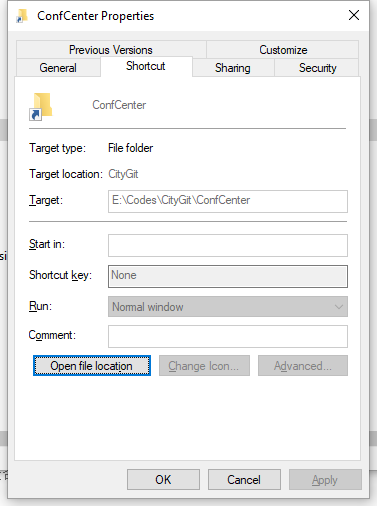 ConfCenter Properties
Previous Versions Customize
General Shortcut Sharing Security
ConfCenter
Target type: File folder
Target location: CityGit
Target: E:\Codes\CityGit\ConfCenter
Start in:
Shortcut key: None
Run: Normal window
Comment:
Open file location Change Icon... Advanced...
OK Cancel Apply